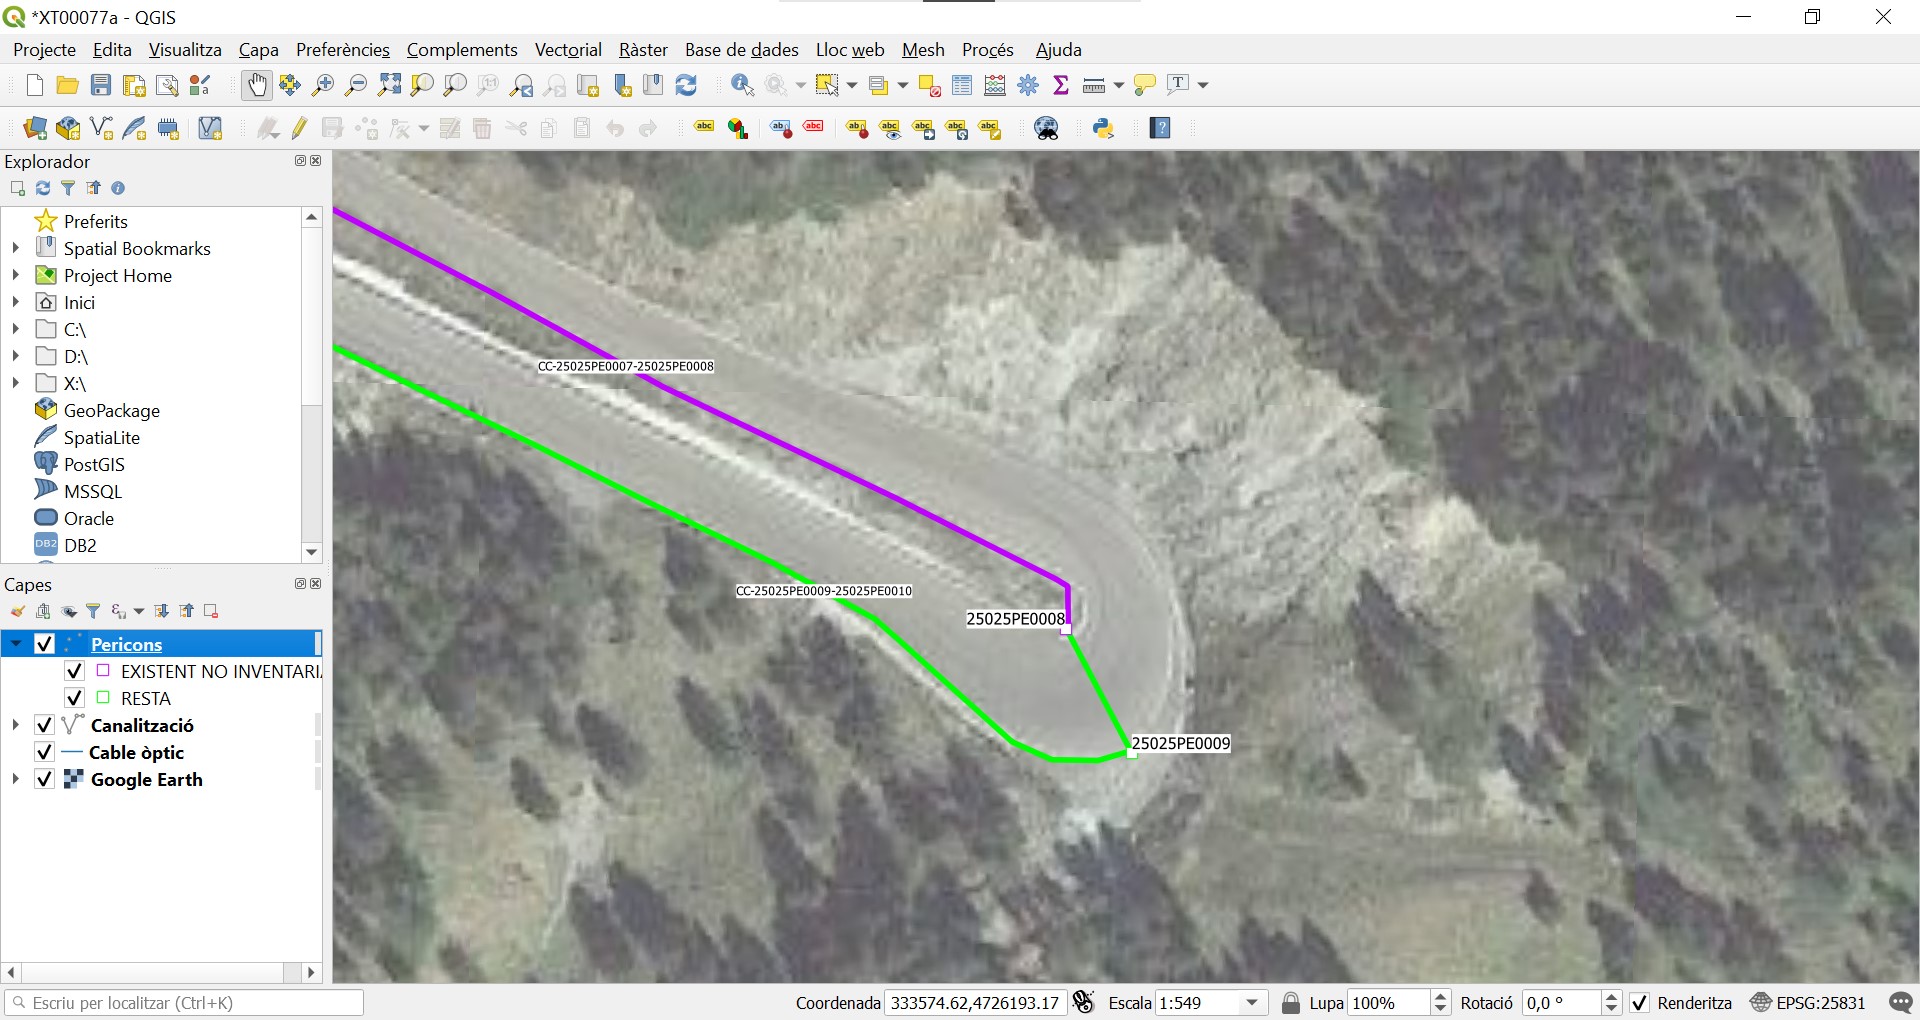 *XT00077a - QGIS
Projecte Edita Visualitza Capa Preferències Complements Vectorial Ràster Base de dades Lloc web Mesh Procés Ajuda
Explorador
Preferits
Spatial Bookmarks
Project Home
Inici
C:\
D:\
X:\
GeoPackage
SpatiaLite
PostGIS
MSSQL
Oracle
DB2
Capes
Pericons
EXISTENT NO INVENTARI
RESTA
Canalització
Cable òptic
Google Earth
CC-25025PE0007-25025PE0008
CC-25025PE0009-25025PE0010
25025PE0008
25025PE0009
Escriu per localitzar (Ctrl+K)
Coordenada 333574.62,4726193.17 Escala 1:549 Lupa 100% Rotació 0,0 ° Renderitza EPSG:25831